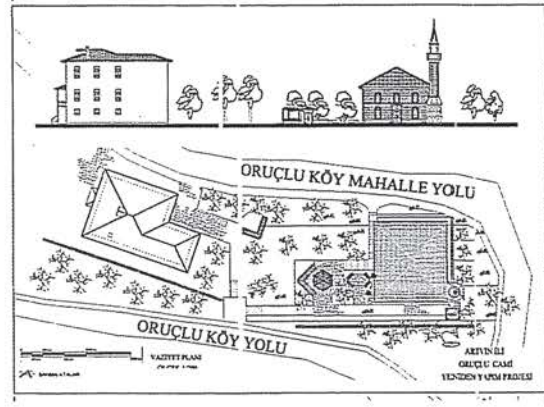 ORUÇLU KÖY MAHALLE YOLU
ORUÇLU KÖY YOLU
VAZİYET PLANI
ARTVİN İLİ
ORUÇLU CAMİ
YENİDEN YAPIM PROJESİ